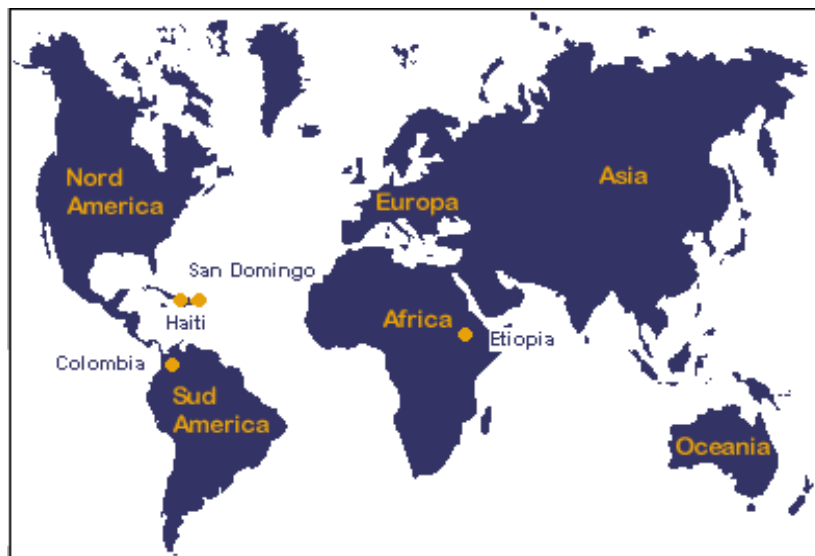 Nord
America
Europa
Asia
San Domingo
Haiti
Africa
Etiopia
Colombia
Sud
America
Oceania